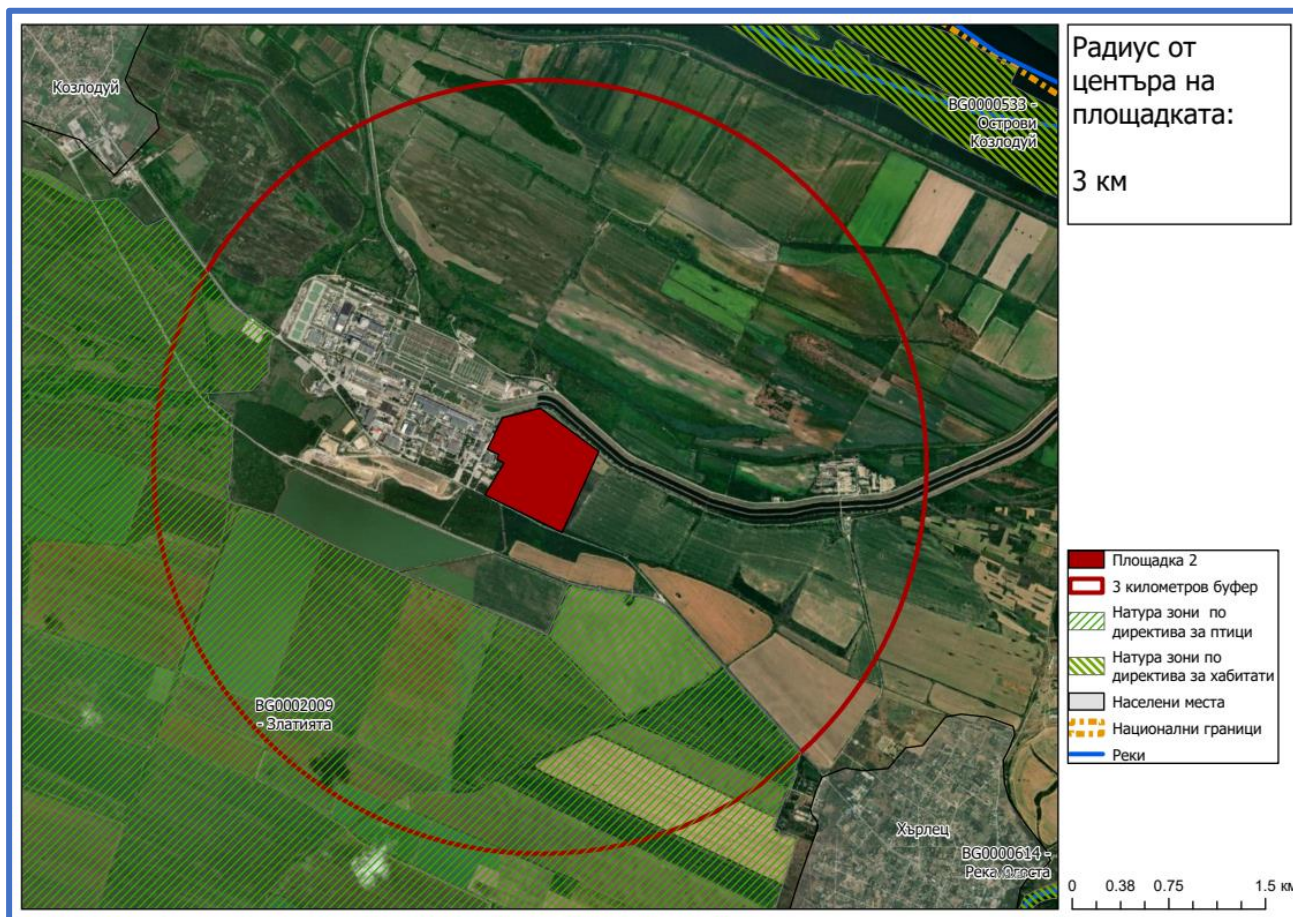 Козлодуй
BG0000533 -
Острови
Козлодуй
BG0002009
- Златията
Хърлец
BG0000614 -
Река Огоста
Радиус от
центъра на
площадката:
3 км
Площадка 2
3 километров буфер
Натура зони по
директива за птици
Натура зони по
директива за хабитати
Населени места
Национални граници
Реки
0 0.38 0.75 1.5 км